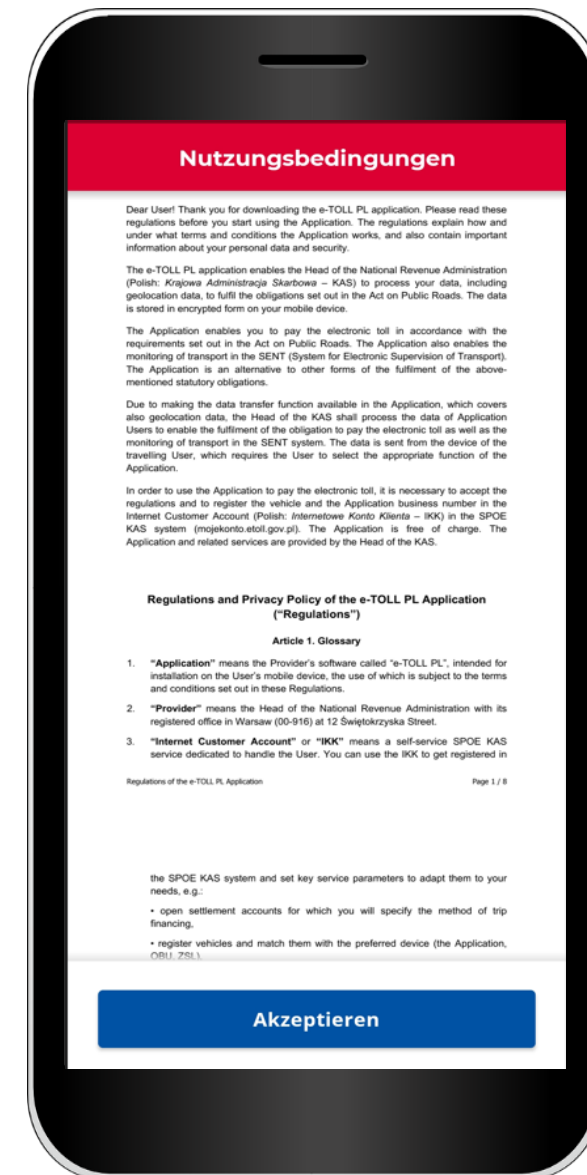 Nutzungsbedingungen
Dear User! Thank you for downloading the e-TOLL PL application. Please read these
regulations before you start using the Application. The regulations explain how and
under what terms and conditions the Application works, and also contain important
information about your personal data and security.
The e-TOLL PL application enables the Head of the National Revenue Administration
(Polish: Krajowa Administracja Skarbowa – KAS) to process your data, including
geolocation data, to fulfil the obligations set out in the Act on Public Roads. The data
is stored in encrypted form on your mobile device.
The Application enables you to pay the electronic toll in accordance with the
requirements set out in the Act on Public Roads. The Application also enables the
monitoring of transport in the SENT (System for Electronic Supervision of Transport).
The Application is an alternative to other forms of the fulfilment of the above-
mentioned statutory obligations.
Due to making the data transfer function available in the Application, which covers
also geolocation data, the Head of the KAS shall process the data of Application
Users to enable the fulfilment of the obligation to pay the electronic toll as well as the
monitoring of transport in the SENT system. The data is sent from the device of the
travelling User, which requires the User to select the appropriate function of the
Application.
In order to use the Application to pay the electronic toll, it is necessary to accept the
regulations and to register the vehicle and the Application business number in the
Internet Customer Account (Polish: Internetowe Konto Klienta – IKK) in the SPOE
KAS system (mojekonto.etoll.gov.pl). The Application is free of charge. The
Application and related services are provided by the Head of the KAS.
Regulations and Privacy Policy of the e-TOLL PL Application
(“Regulations”)
Article 1. Glossary
1. “Application” means the Provider’s software called “e-TOLL PL”, intended for
installation on the User’s mobile device, the use of which is subject to the terms
and conditions set out in these Regulations.
2. “Provider” means the Head of the National Revenue Administration with its
registered office in Warsaw (00-916) at 12 Świętokrzyska Street.
3. “Internet Customer Account” or “IKK” means a self-service SPOE KAS
service dedicated to handle the User. You can use the IKK to get registered in
Regulations of the e-TOLL PL Application Page 1 / 8
the SPOE KAS system and set key service parameters to adapt them to your
needs, e.g.:
• open settlement accounts for which you will specify the method of trip
financing,
• register vehicles and match them with the preferred device (the Application,
OBU, ZSL).
Akzeptieren